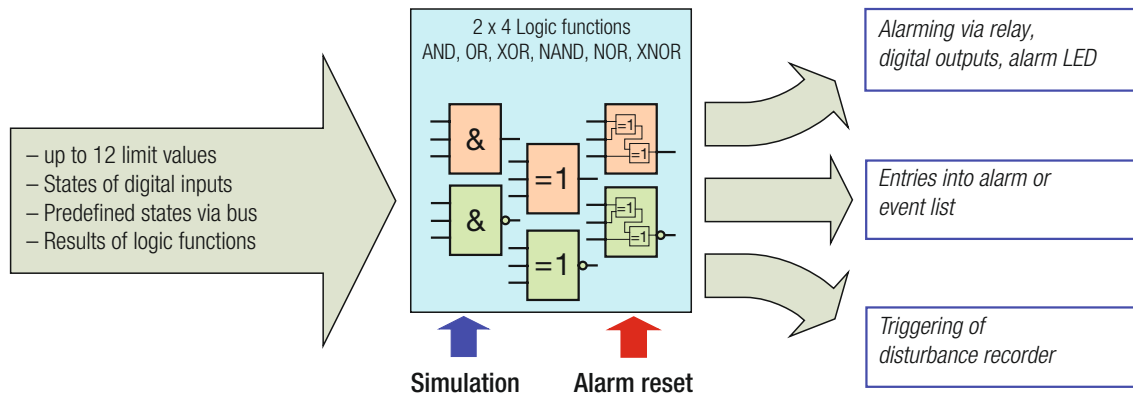 – up to 12 limit values
– States of digital inputs
– Predefined states via bus
– Results of logic functions
2 x 4 Logic functions
AND, OR, XOR, NAND, NOR, XNOR
&
=1
=1
=1
&
=1
=1
=1
Simulation
Alarm reset
Alarming via relay,
digital outputs, alarm LED
Entries into alarm or
event list
Triggering of
disturbance recorder